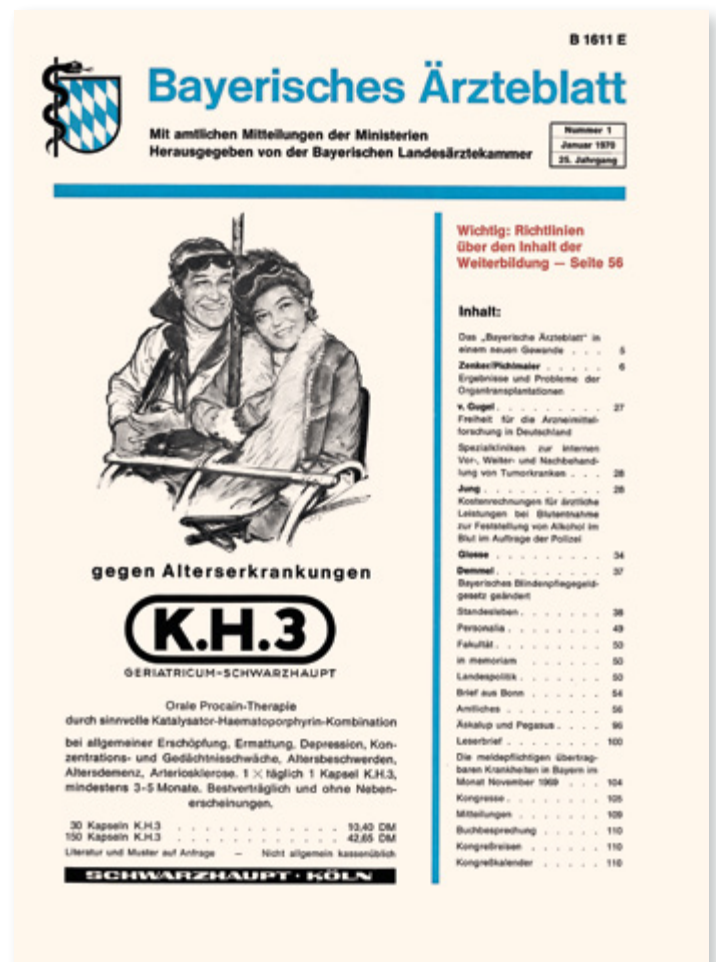 B 1611 E
Bayerisches Ärzteblatt
Mit amtlichen Mitteilungen der Ministerien
Herausgegeben von der Bayerischen Landesärztekammer
Nummer 1
Januar 1970
25. Jahrgang
gegen Alterserkrankungen
K.H.3
GERIATRICUM-SCHWARZHAUPT
Orale Procain-Therapie
durch sinnvolle Katalysator-Haematoporphyrin-Kombination
bei allgemeiner Erschöpfung, Ermattung, Depression, Kon-
zentrations- und Gedächtnisschwäche, Altersbeschwerden,
Altersdemenz, Arteriosklerose. 1 × täglich 1 Kapsel K.H.3,
mindestens 3-5 Monate. Bestverträglich und ohne Neben-
erscheinungen.
30 Kapseln K.H.3 . . . . . . . . . . . . 10,40 DM
150 Kapseln K.H.3 . . . . . . . . . . . . 42,65 DM
Literatur und Muster auf Anfrage — Nicht allgemein kassenüblich
SCHWARZHAUPT · KÖLN
Wichtig: Richtlinien
über den Inhalt der
Weiterbildung — Seite 56
Inhalt:
Das „Bayerische Ärzteblatt" in
einem neuen Gewande . . . 5
Zenker/Pichlmaier . . . . . 6
Ergebnisse und Probleme der
Organtransplantationen
v. Gugel . . . . . . . . . 27
Freiheit für die Arzneimittel-
forschung in Deutschland
Spezialkliniken zur internen
Vor-, Weiter- und Nachbehand-
lung von Tumorkranken . . . 28
Jung . . . . . . . . . . 28
Kostenrechnungen für ärztliche
Leistungen bei Blutentnahme
zur Feststellung von Alkohol im
Blut im Auftrage der Polizei
Glosse . . . . . . . . . 34
Demmel . . . . . . . . . 37
Bayerisches Blindenpflegegeld-
gesetz geändert
Standesleben . . . . . . . 38
Personalia . . . . . . . . 49
Fakultät . . . . . . . . . 50
in memoriam . . . . . . 50
Landespolitik . . . . . . . 50
Brief aus Bonn . . . . . . 54
Amtliches . . . . . . . . 56
Äskulap und Pegasus . . . . 96
Leserbrief . . . . . . . . 100
Die meldepflichtigen übertrag-
baren Krankheiten in Bayern im
Monat November 1969 . . . 104
Kongresse . . . . . . . . 105
Mitteilungen . . . . . . . 109
Buchbesprechung . . . . . 110
Kongreßreisen . . . . . . 110
Kongreßkalender . . . . . 110